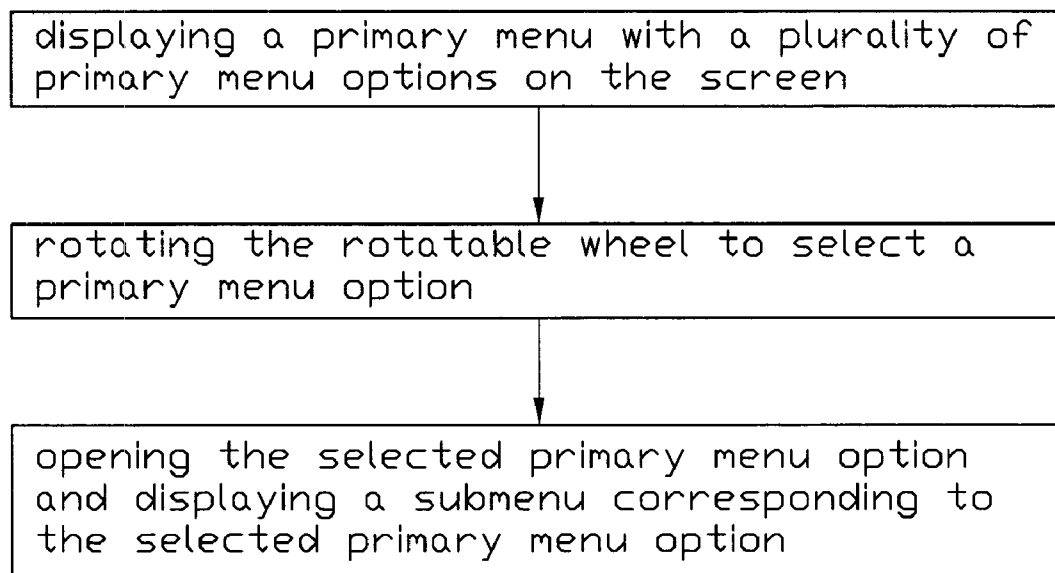 displaying a primary menu with a plurality of
primary menu options on the screen
rotating the rotatable wheel to select a
primary menu option
opening the selected primary menu option
and displaying a submenu corresponding to
the selected primary menu option